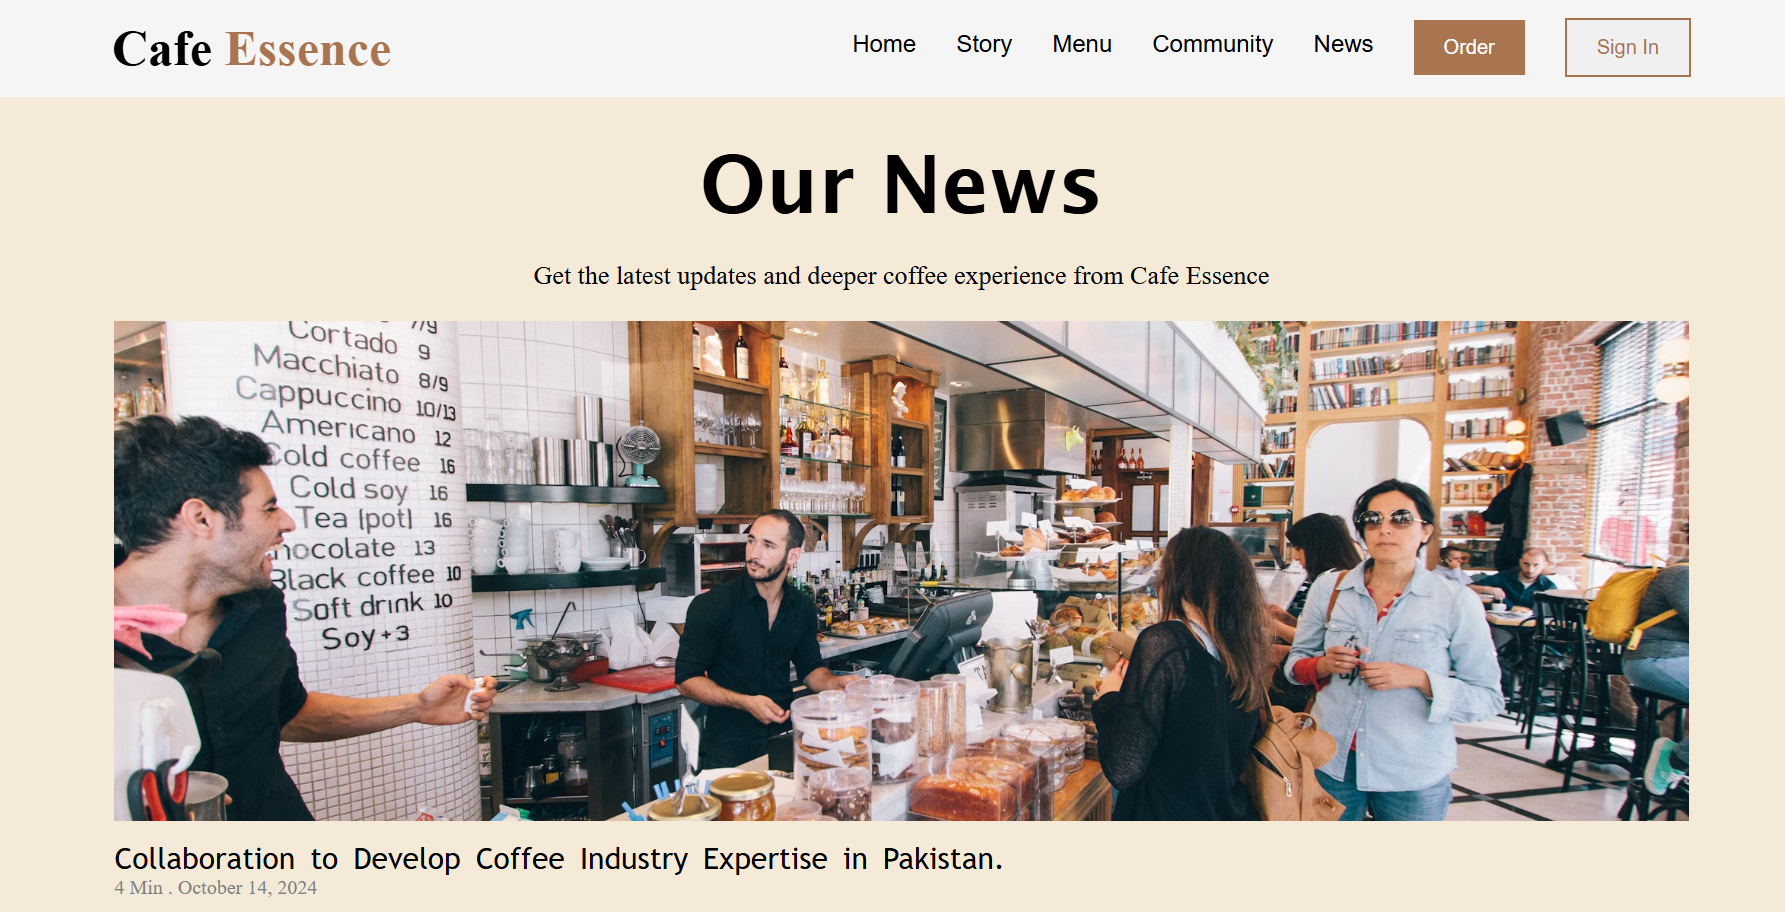 Cafe Essence
Home Story Menu Community News Order Sign In
Our News
Get the latest updates and deeper coffee experience from Cafe Essence
7/9
Cortado 9
Macchiato 8/9
Cappuccino 10/13
Americano 12
Cold coffee 16
Cold soy 16
Tea (pot) 16
hocolate 13
Black coffee 10
Soft drink 10
Soy+3
Collaboration to Develop Coffee Industry Expertise in Pakistan.
4 Min . October 14, 2024